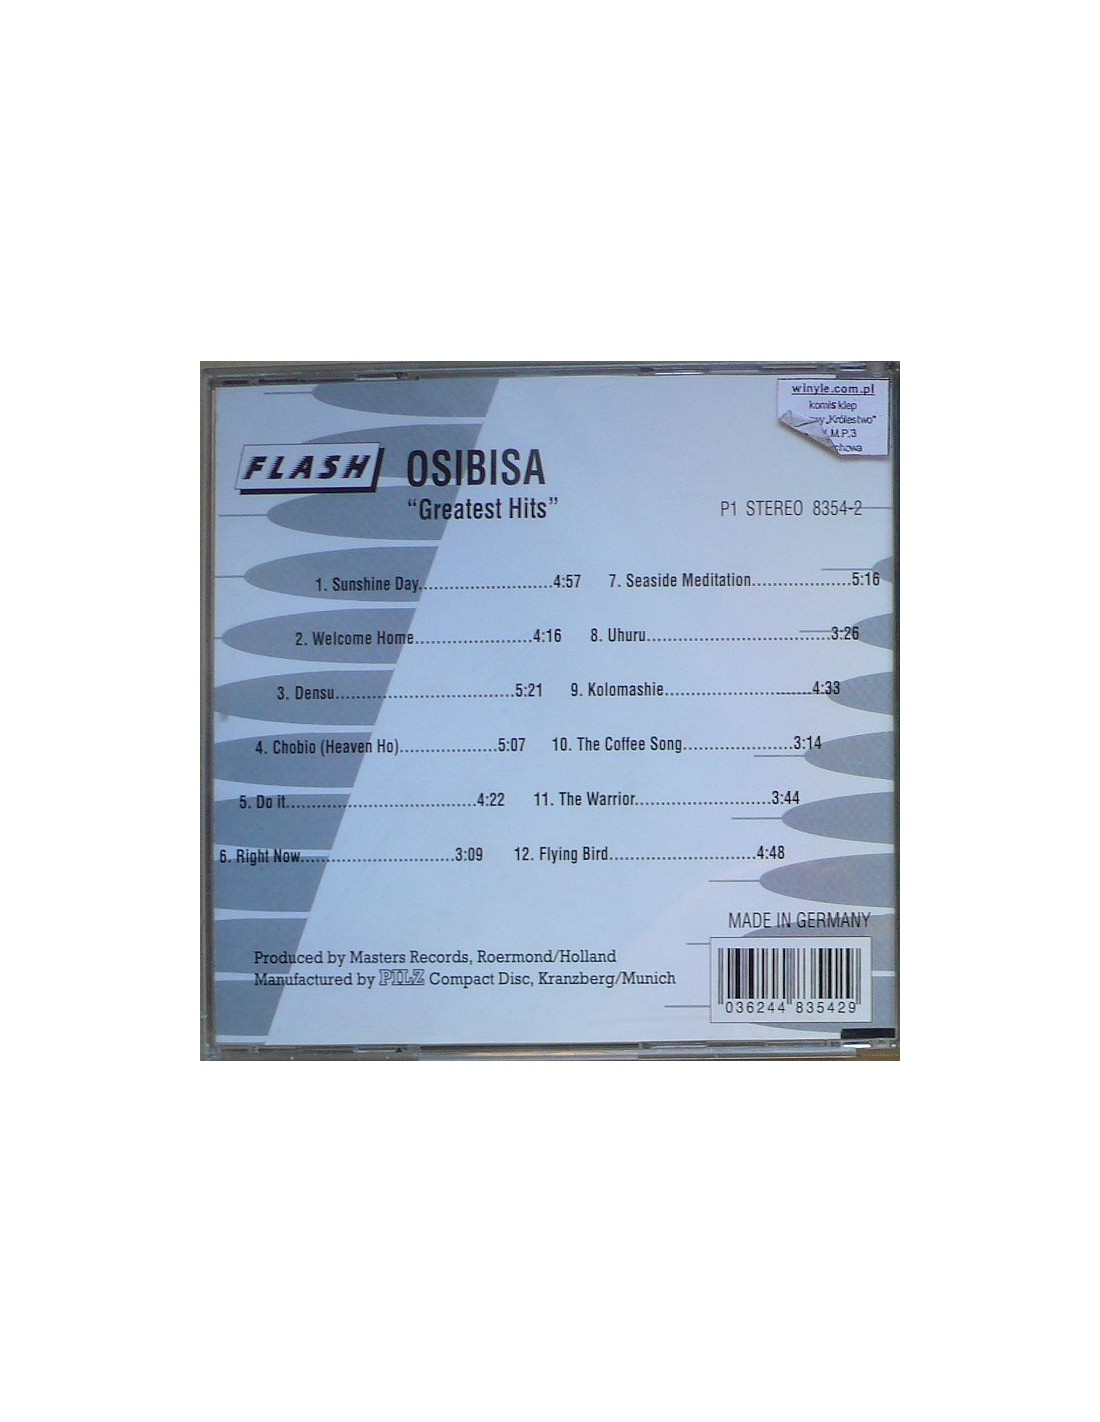 winyle.com.pl
komis sklep
„Królestwo"
M.P.3
FLASH
OSIBISA
“Greatest Hits”
P1 STEREO 8354-2
1. Sunshine Day............................4:57
2. Welcome Home.........................4:16
3. Densu......................................5:21
4. Chobio (Heaven Ho)....................5:07
5. Do it........................................4:22
6. Right Now................................3:09
7. Seaside Meditation.....................5:16
8. Uhuru......................................3:26
9. Kolomashie...............................4:33
10. The Coffee Song.......................3:14
11. The Warrior.............................3:44
12. Flying Bird...............................4:48
MADE IN GERMANY
Produced by Masters Records, Roermond/Holland
Manufactured by PILZ Compact Disc, Kranzberg/Munich
036244 835429